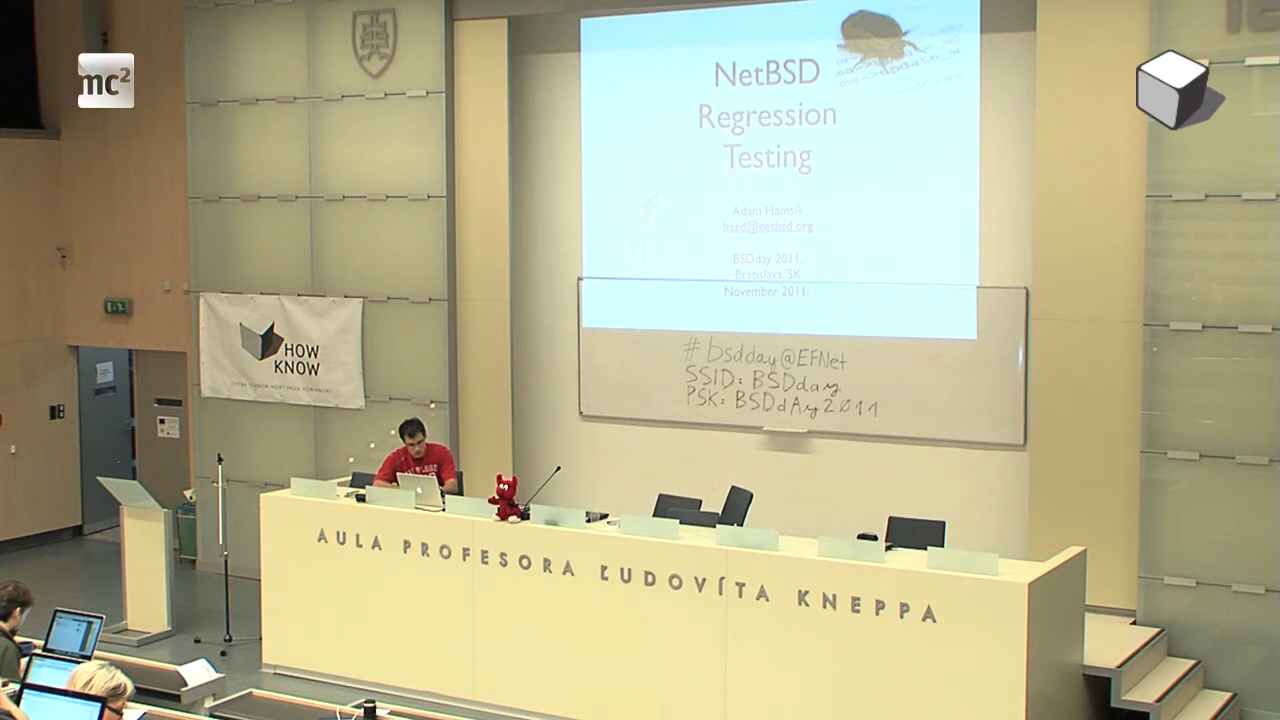 mc²
NetBSD
Regression
Testing
Adam Hamsik
haad@netbsd.org
BSDday 2011,
Bratislava, SK
November 2011.
#bsdday@EFNet
SSID: BSDday
PSK: BSDdAy2011
HOW
KNOW
AULA PROFESORA ĽUDOVÍTA KNEPPA